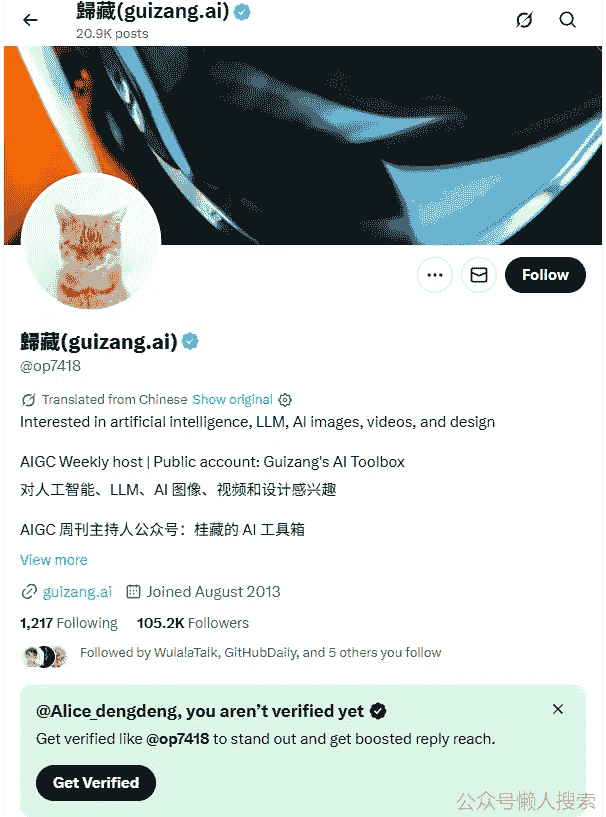 歸藏(guizang.ai)
20.9K posts
Follow
歸藏(guizang.ai)
@op7418
Translated from Chinese Show original
Interested in artificial intelligence, LLM, AI images, videos, and design
AIGC Weekly host | Public account: Guizang's AI Toolbox
对人工智能、LLM、AI 图像、视频和设计感兴趣
AIGC 周刊主持人公众号：桂藏的 AI 工具箱
View more
guizang.ai Joined August 2013
1,217 Following 105.2K Followers
Followed by WulalaTalk, GitHubDaily, and 5 others you follow
@Alice_dengdeng, you aren’t verified yet
Get verified like @op7418 to stand out and get boosted reply reach.
Get Verified
公众号懒人搜索